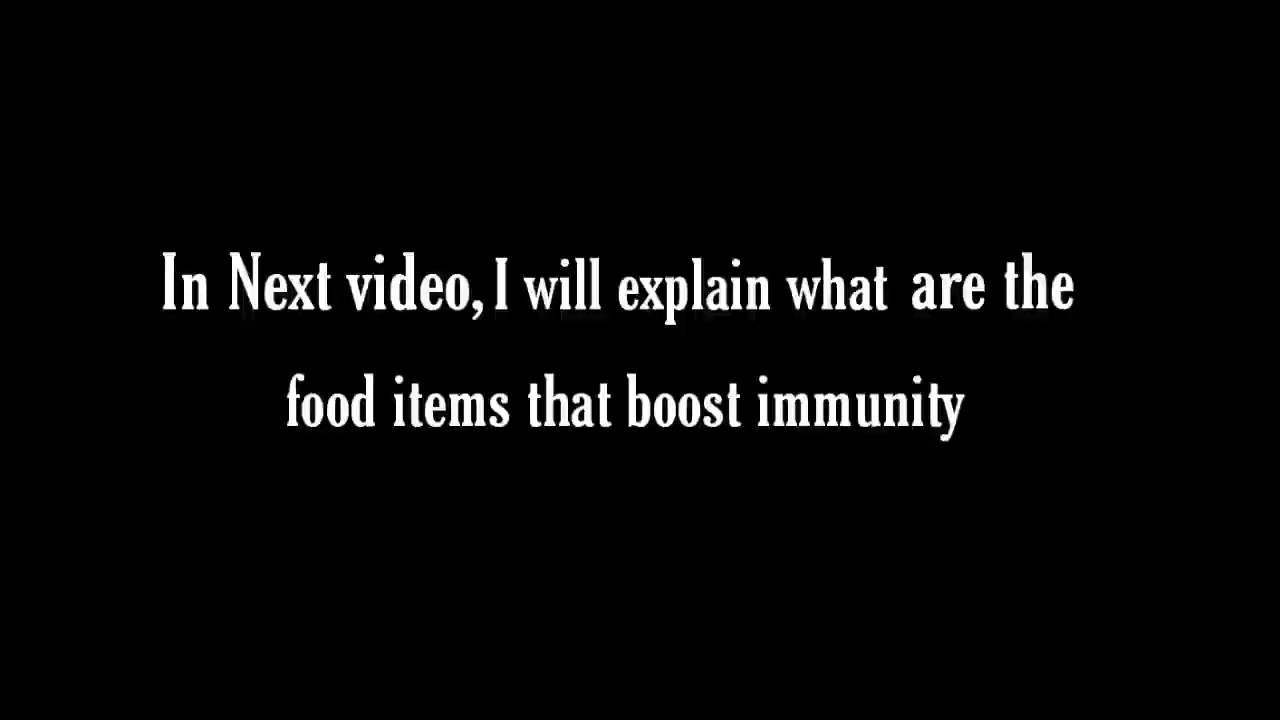 In Next video, I will explain what are the
food items that boost immunity